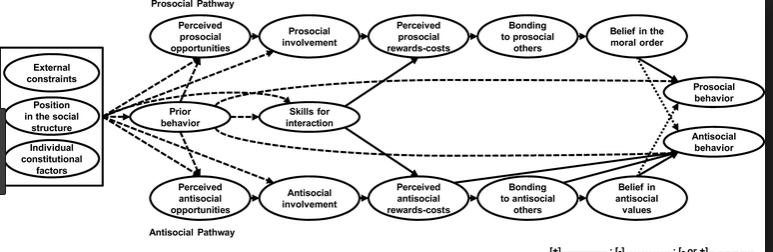 Prosocial Pathway
Perceived
prosocial
opportunities
Prosocial
involvement
Perceived
prosocial
rewards-costs
Bonding
to prosocial
others
Belief in the
moral order
External
constraints
Position
in the social
structure
Individual
constitutional
factors
Prior
behavior
Skills for
interaction
Prosocial
behavior
Antisocial
behavior
Perceived
antisocial
opportunities
Antisocial
involvement
Perceived
antisocial
rewards-costs
Bonding
to antisocial
others
Belief in
antisocial
values
Antisocial Pathway